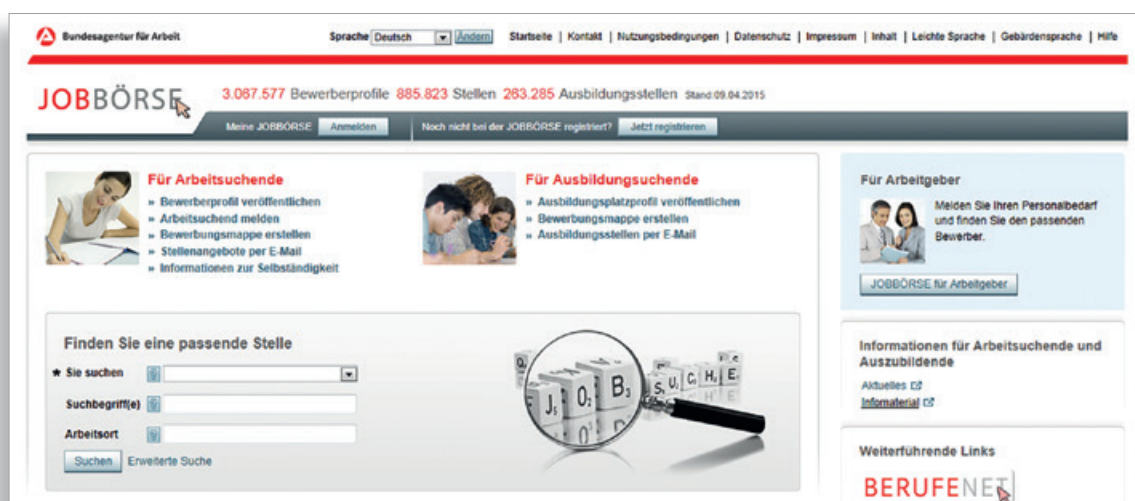 Bundesagentur für Arbeit
Sprache Deutsch Ändern Startseite | Kontakt | Nutzungsbedingungen | Datenschutz | Impressum | Inhalt | Leichte Sprache | Gebärdensprache | Hilfe
JOBBÖRSE
3.067.577 Bewerberprofile 885.823 Stellen 263.285 Ausbildungsstellen Stand:09.04.2015
Meine JOBBÖRSE Anmelden Noch nicht bei der JOBBÖRSE registriert? Jetzt registrieren
Für Arbeitsuchende
» Bewerberprofil veröffentlichen
» Arbeitsuchend melden
» Bewerbungsmappe erstellen
» Stellenangebote per E-Mail
» Informationen zur Selbständigkeit
Für Ausbildungsuchende
» Ausbildungsplatzprofil veröffentlichen
» Bewerbungsmappe erstellen
» Ausbildungsstellen per E-Mail
Für Arbeitgeber
Melden Sie Ihren Personalbedarf
und finden Sie den passenden
Bewerber.
JOBBÖRSE für Arbeitgeber
Finden Sie eine passende Stelle
* Sie suchen
Suchbegriff(e)
Arbeitsort
Suchen Erweiterte Suche
J5 O2 B3 S U C H E
Informationen für Arbeitsuchende und
Auszubildende
Aktuelles
Infomaterial
Weiterführende Links
BERUFENET